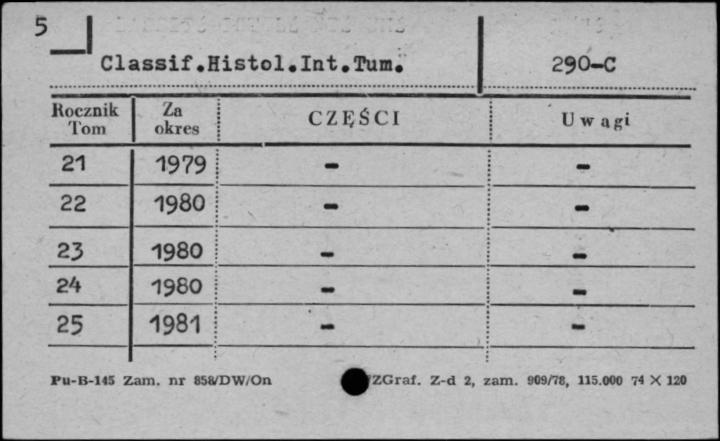 5
Classif.Histol.Int.Tum.
290-C
Rocznik Tom
Za okres
CZĘŚCI
Uwagi
21 1979 - -
22 1980 - -
23 1980 - -
24 1980 - -
25 1981 - -
Pu-B-145 Zam. nr 858/DW/On
ZGraf. Z-d 2, zam. 909/78, 115.000 74 X 120